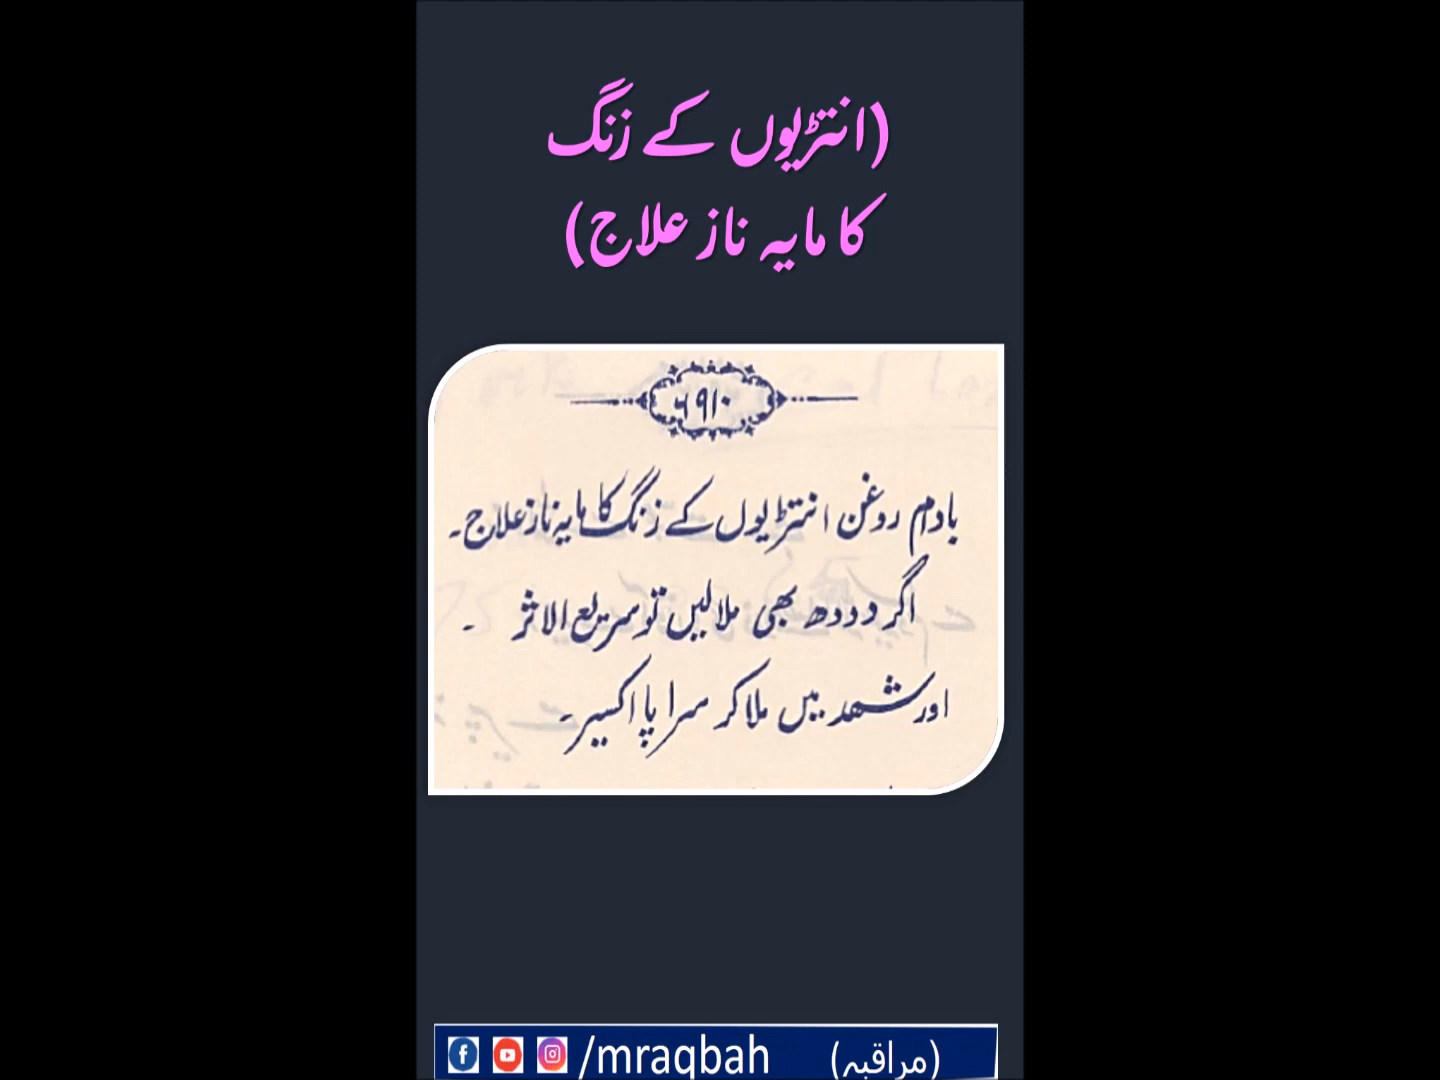 (انتڑیوں کے زنگ
کا مایہ ناز علاج)
۶۹۱۰
بادام روغن انتڑیوں کے زنگ کا مایہ ناز علاج۔
اگر دودھ بھی ملالیں تو سریع الاثر ۔
اور شھد میں ملا کر سراپا اکسیر۔
/mraqbah (مراقبہ)